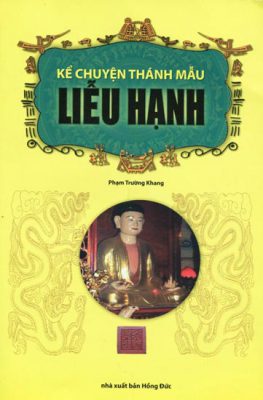 KỂ CHUYỆN THÁNH MẪU
LIỄU HẠNH
Phạm Trường Khang
nhà xuất bản Hồng Đức